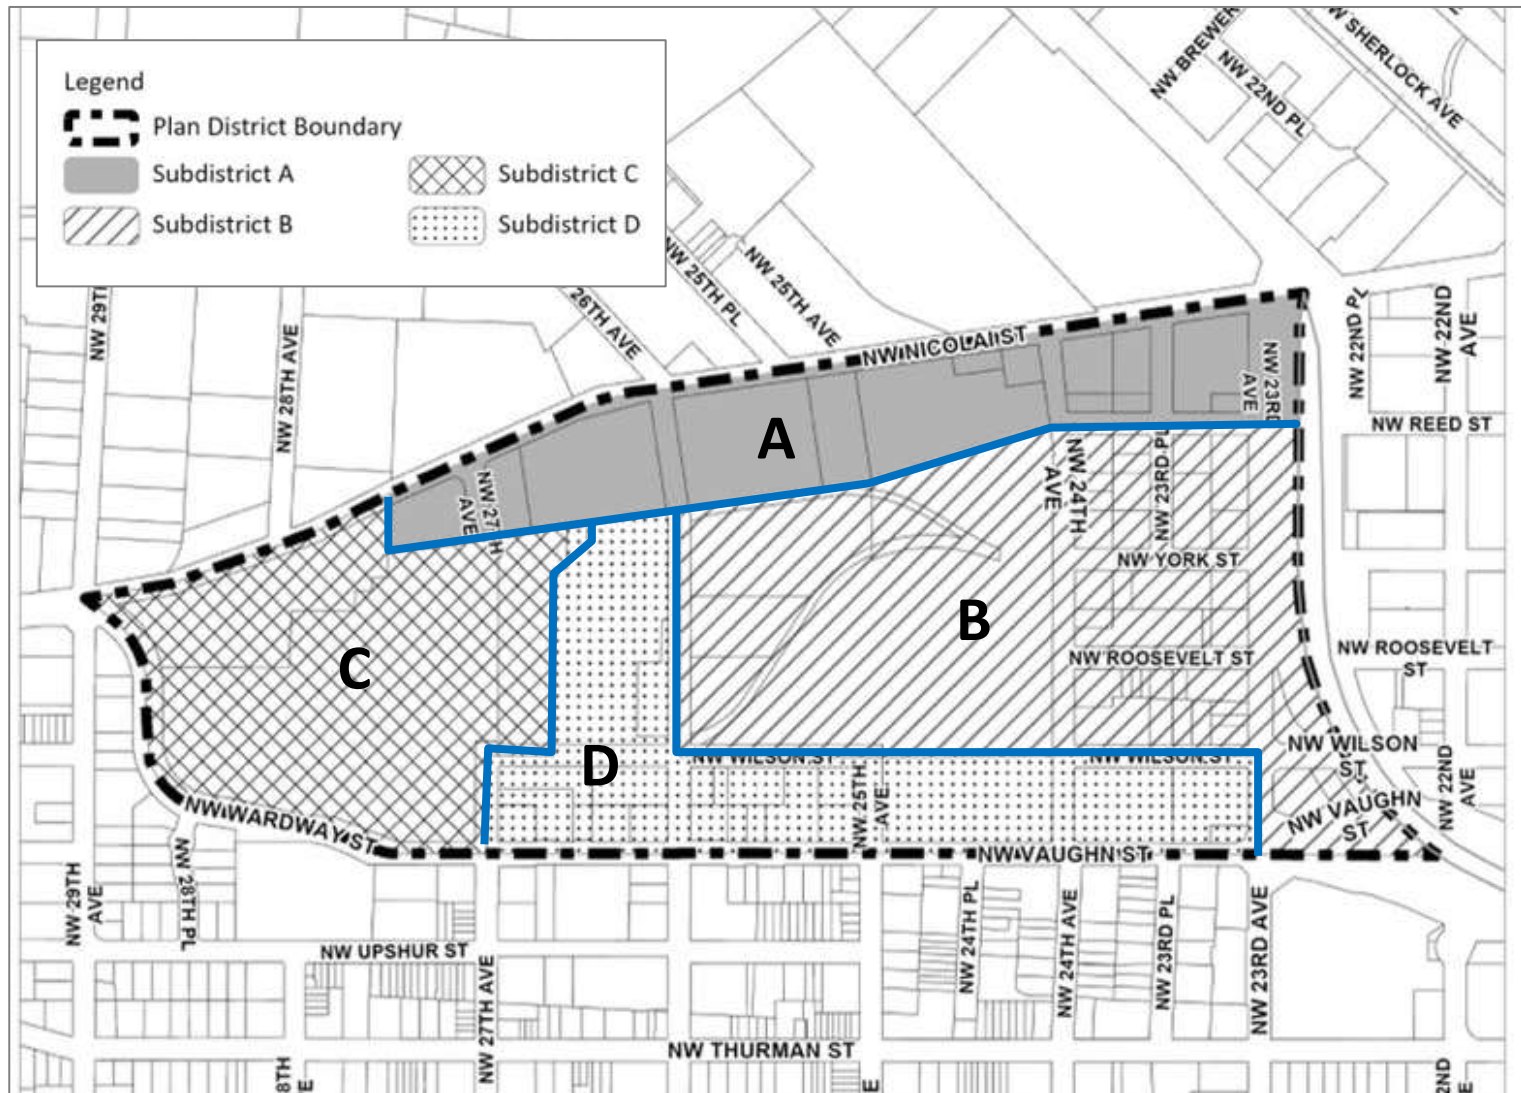 Legend
Plan District Boundary
Subdistrict A
Subdistrict C
Subdistrict B
Subdistrict D
NW BREWER
NW 22ND PL
NW SHERLOCK AVE
NW 29TH
NW 28TH AVE
26TH AVE
NW 25TH PL
NW 25TH AVE
NW NICOLAI ST
NW 23RD
AVE
NW 22ND PL
NW 22ND
AVE
NW REED ST
A
NW 27TH
AVE
NW 24TH
AVE
NW 23RD PL
NW YORK ST
B
C
NW ROOSEVELT ST
NW ROOSEVELT
ST
D
NW WILSON ST
NW WILSON ST
NW WILSON
ST
NW 25TH
AVE
NW VAUGHN
ST
NW 22ND
AVE
NW WARDWAY ST
NW VAUGHN ST
NW 29TH
AVE
NW 28TH PL
NW UPSHUR ST
NW 27TH AVE
NW 24TH PL
NW 24TH AVE
NW 23RD PL
NW 23RD AVE
NW THURMAN ST
8TH
E
E
2ND
E